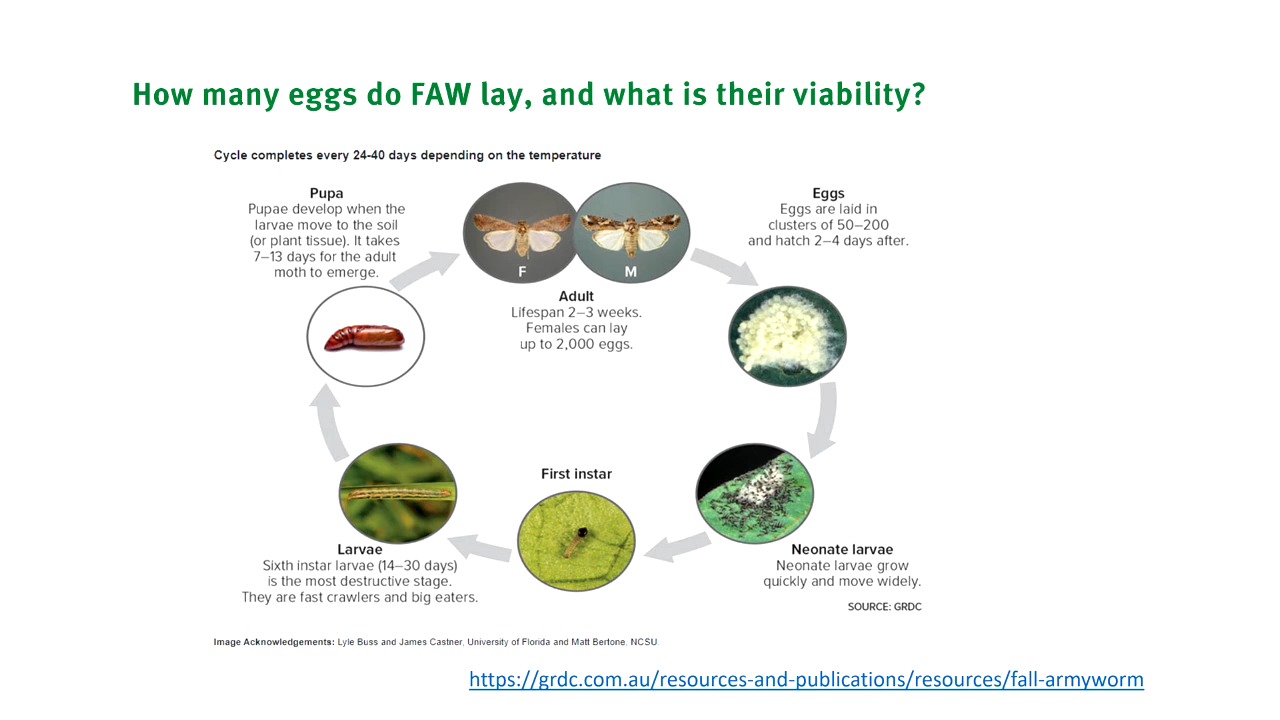 How many eggs do FAW lay, and what is their viability?
Cycle completes every 24-40 days depending on the temperature
Pupa
Pupae develop when the
larvae move to the soil
(or plant tissue). It takes
7–13 days for the adult
moth to emerge.
F
M
Adult
Lifespan 2–3 weeks.
Females can lay
up to 2,000 eggs.
Eggs
Eggs are laid in
clusters of 50–200
and hatch 2–4 days after.
First instar
Larvae
Sixth instar larvae (14–30 days)
is the most destructive stage.
They are fast crawlers and big eaters.
Neonate larvae
Neonate larvae grow
quickly and move widely.
SOURCE: GRDC
Image Acknowledgements: Lyle Buss and James Castner, University of Florida and Matt Bertone, NCSU.
https://grdc.com.au/resources-and-publications/resources/fall-armyworm